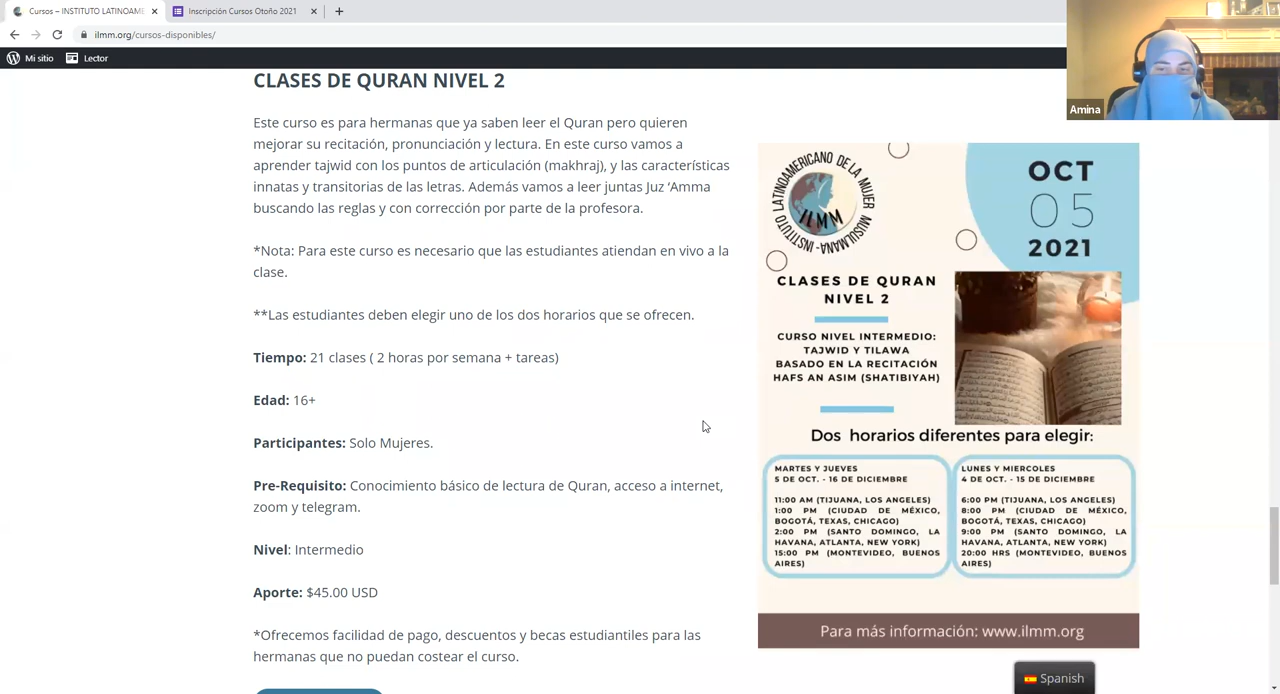 Cursos – INSTITUTO LATINOAME
Inscripción Cursos Otoño 2021
ilmm.org/cursos-disponibles/
Mi sitio
Lector
Amina
CLASES DE QURAN NIVEL 2
Este curso es para hermanas que ya saben leer el Quran pero quieren
mejorar su recitación, pronunciación y lectura. En este curso vamos a
aprender tajwid con los puntos de articulación (makhraj), y las características
innatas y transitorias de las letras. Además vamos a leer juntas Juz ‘Amma
buscando las reglas y con corrección por parte de la profesora.
*Nota: Para este curso es necesario que las estudiantes atiendan en vivo a la
clase.
**Las estudiantes deben elegir uno de los dos horarios que se ofrecen.
Tiempo: 21 clases ( 2 horas por semana + tareas)
Edad: 16+
Participantes: Solo Mujeres.
Pre-Requisito: Conocimiento básico de lectura de Quran, acceso a internet,
zoom y telegram.
Nivel: Intermedio
Aporte: $45.00 USD
*Ofrecemos facilidad de pago, descuentos y becas estudiantiles para las
hermanas que no puedan costear el curso.
INSTITUTO LATINOAMERICANO DE LA MUJER MUSULMANA-
ILMM
OCT
05
2021
CLASES DE QURAN
NIVEL 2
CURSO NIVEL INTERMEDIO:
TAJWID Y TILAWA
BASADO EN LA RECITACIÓN
HAFS AN ASIM (SHATIBIYAH)
Dos horarios diferentes para elegir:
MARTES Y JUEVES
5 DE OCT. - 16 DE DICIEMBRE
11:00 AM (TIJUANA, LOS ANGELES)
1:00 PM (CIUDAD DE MÉXICO,
BOGOTÁ, TEXAS, CHICAGO)
2:00 PM (SANTO DOMINGO, LA
HAVANA, ATLANTA, NEW YORK)
15:00 PM (MONTEVIDEO, BUENOS
AIRES)
LUNES Y MIERCOLES
4 DE OCT. - 15 DE DICIEMBRE
6:00 PM (TIJUANA, LOS ANGELES)
8:00 PM (CIUDAD DE MÉXICO,
BOGOTÁ, TEXAS, CHICAGO)
9:00 PM (SANTO DOMINGO, LA
HAVANA, ATLANTA, NEW YORK)
20:00 HRS (MONTEVIDEO, BUENOS
AIRES)
Para más información: www.ilmm.org
Spanish